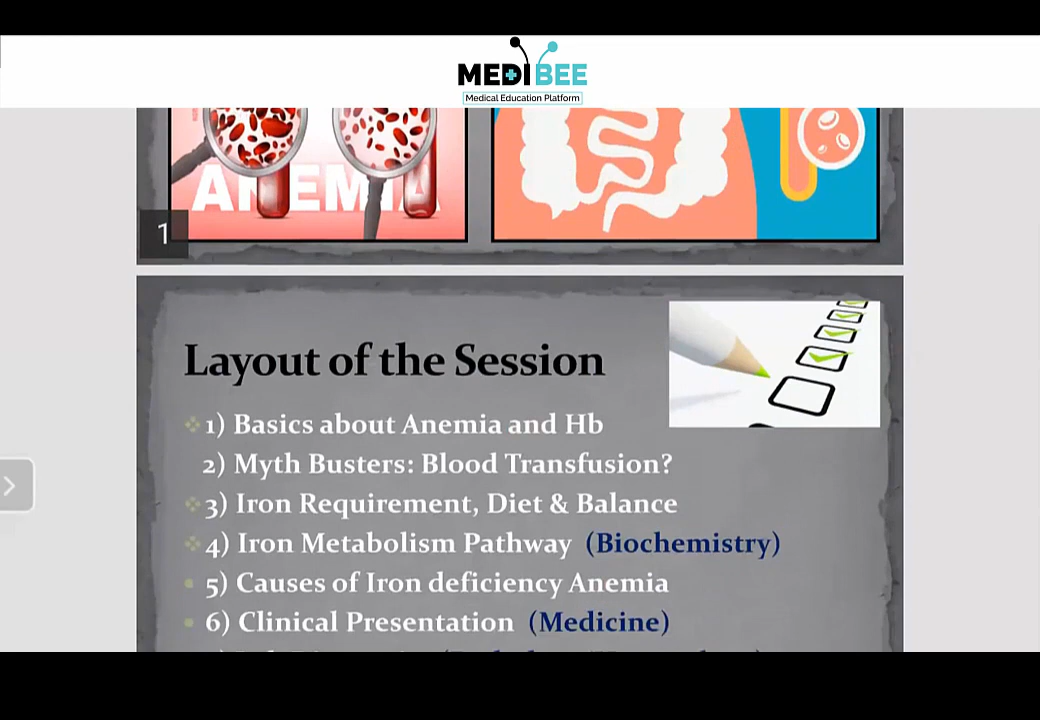 MEDIBEE
Medical Education Platform
ANEMIA
1
Layout of the Session
1) Basics about Anemia and Hb
2) Myth Busters: Blood Transfusion?
3) Iron Requirement, Diet & Balance
4) Iron Metabolism Pathway (Biochemistry)
5) Causes of Iron deficiency Anemia
6) Clinical Presentation (Medicine)